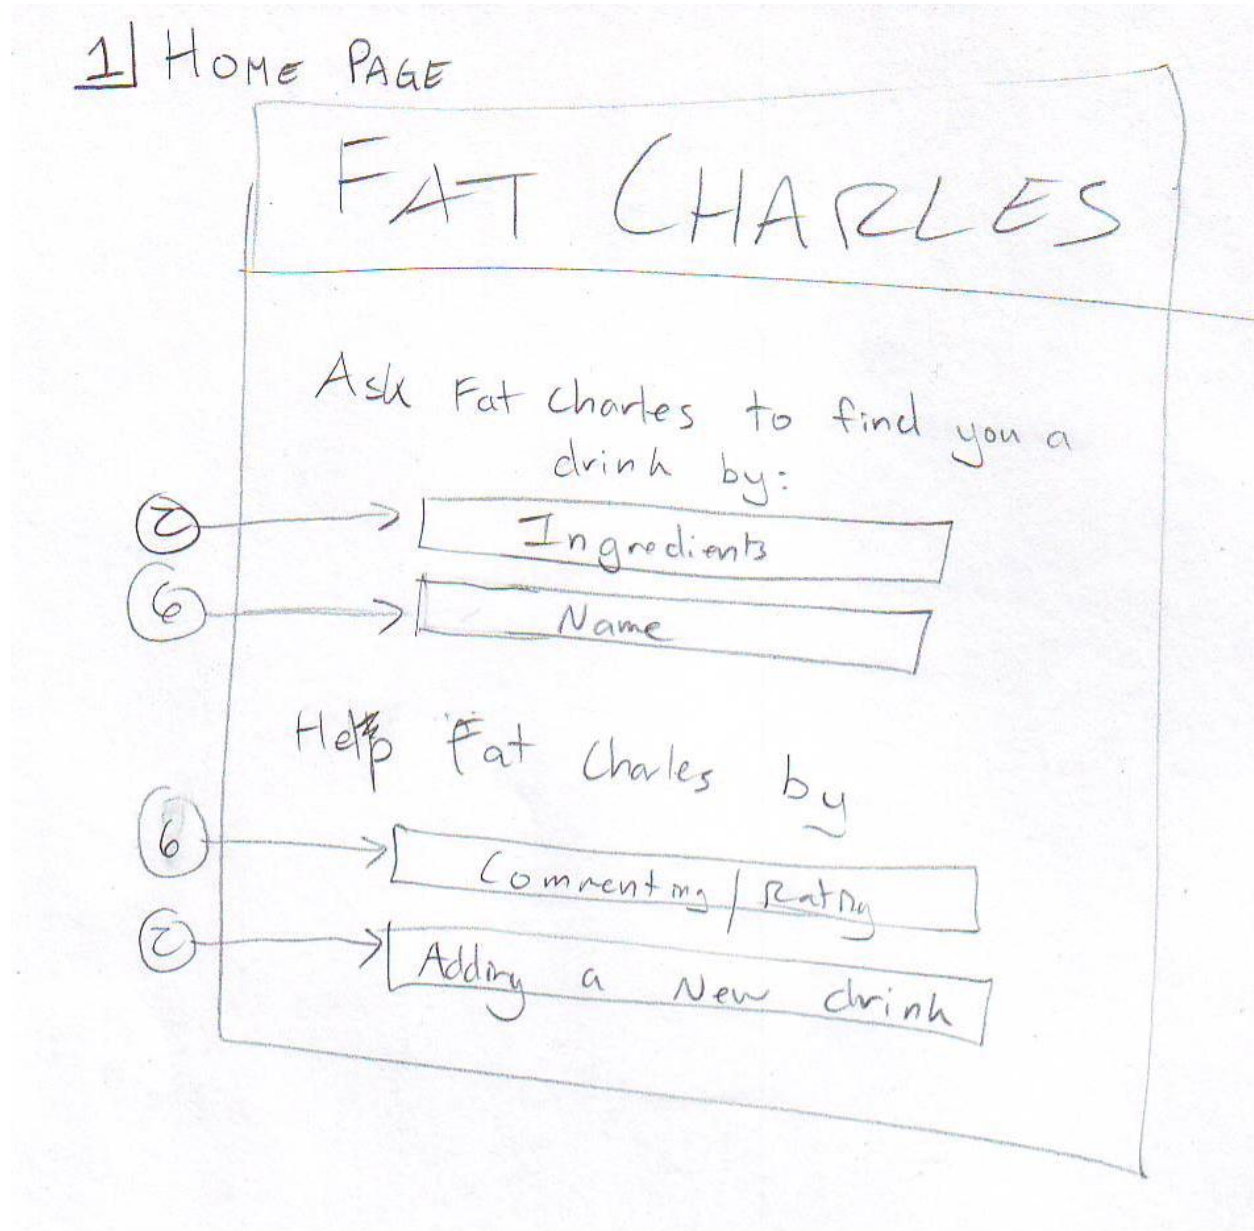 1 HOME PAGE
FAT CHARLES
Ask Fat Charles to find you a
drink by:
2 Ingredients
6 Name
Help Fat Charles by
6 Commenting / Rating
2 Adding a New drink